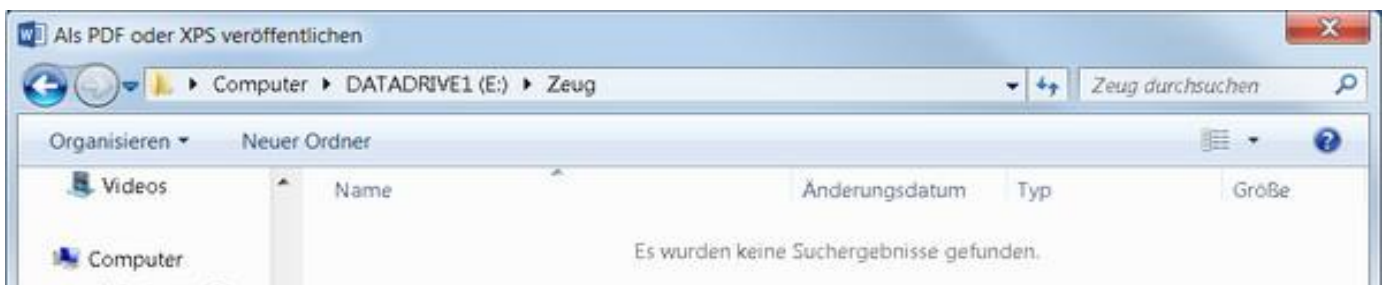 Als PDF oder XPS veröffentlichen
Computer DATADRIVE1 (E:) Zeug Zeug durchsuchen
Organisieren Neuer Ordner
Videos Name Änderungsdatum Typ Größe
Es wurden keine Suchergebnisse gefunden.
Computer